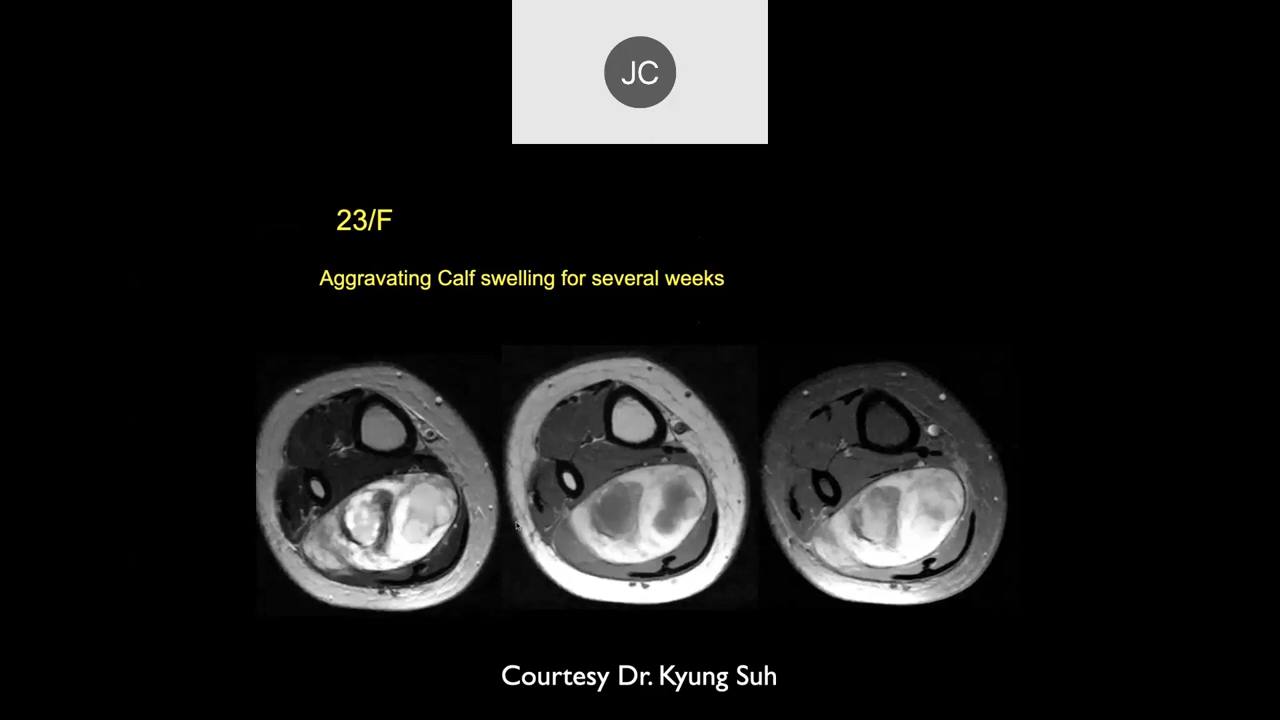 JC
23/F
Aggravating Calf swelling for several weeks
Courtesy Dr. Kyung Suh